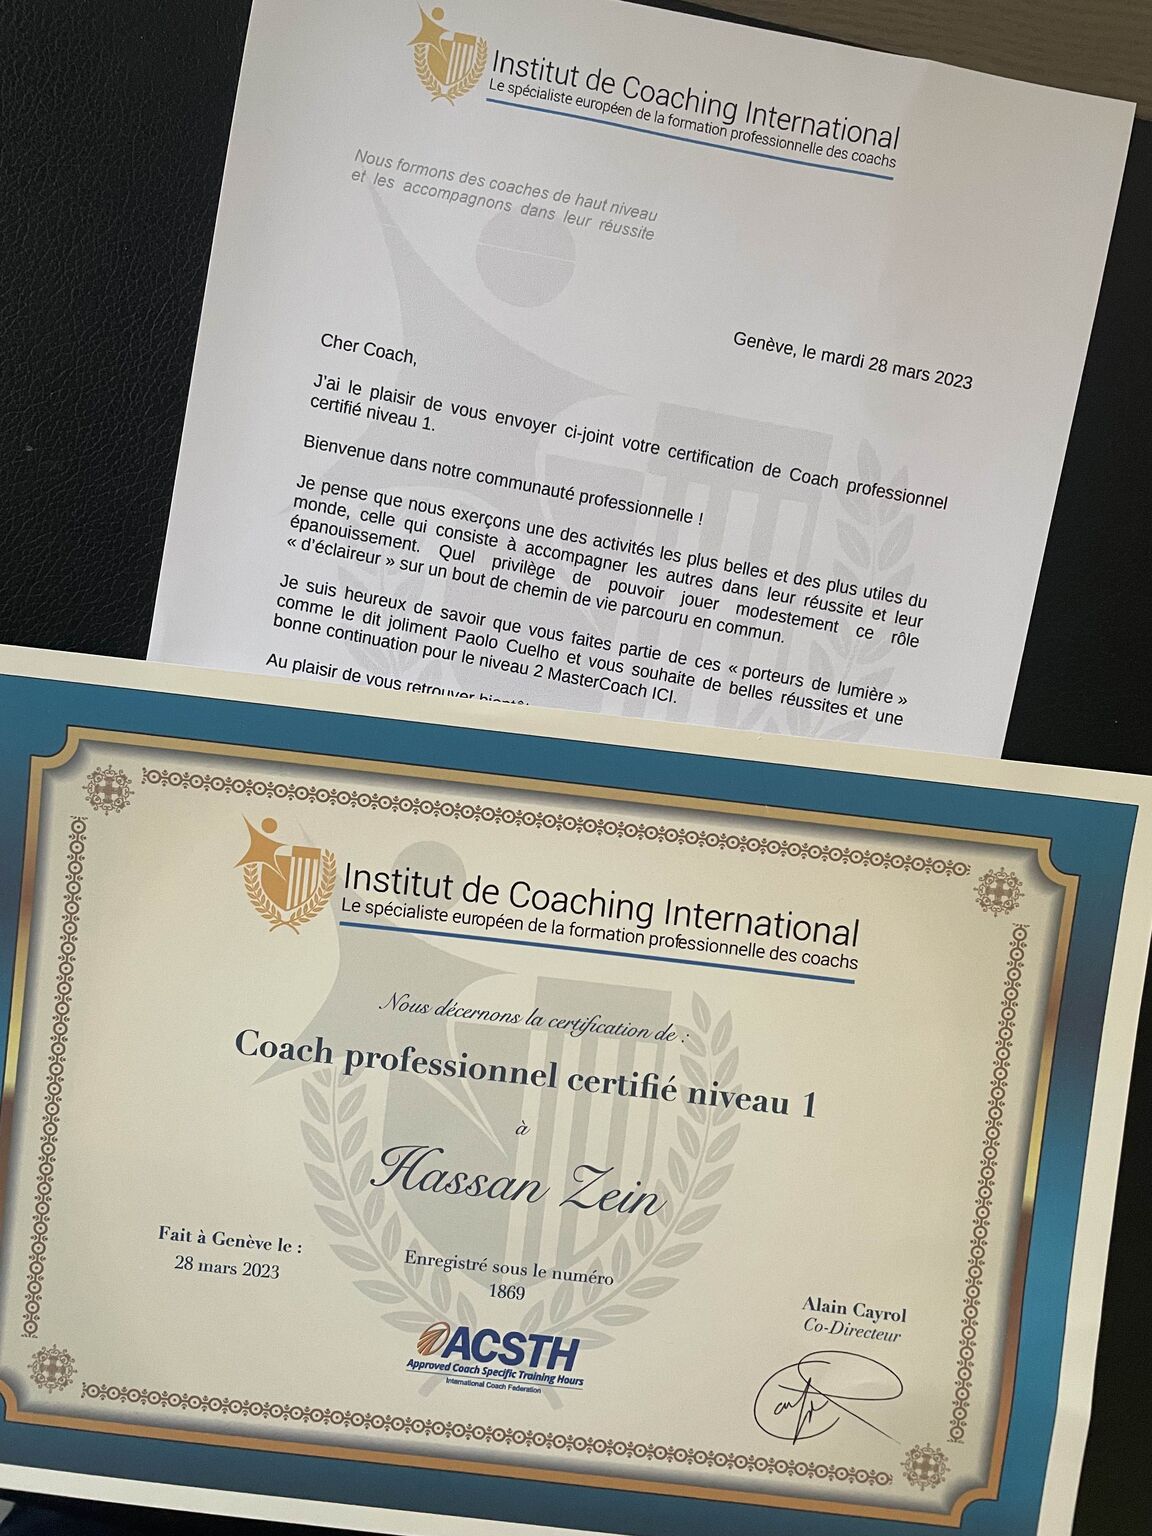 Institut de Coaching International
Le spécialiste européen de la formation professionnelle des coachs
Nous formons des coaches de haut niveau
et les accompagnons dans leur réussite
Genève, le mardi 28 mars 2023
Cher Coach,
J'ai le plaisir de vous envoyer ci-joint votre certification de Coach professionnel
certifié niveau 1.
Bienvenue dans notre communauté professionnelle !
Je pense que nous exerçons une des activités les plus belles et des plus utiles du
monde, celle qui consiste à accompagner les autres dans leur réussite et leur
épanouissement. Quel privilège de pouvoir jouer modestement ce rôle
« d'éclaireur » sur un bout de chemin de vie parcouru en commun.
Je suis heureux de savoir que vous faites partie de ces « porteurs de lumière »
comme le dit joliment Paolo Cuelho et vous souhaite de belles réussites et une
bonne continuation pour le niveau 2 MasterCoach ICI.
Au plaisir de vous retrouver
Institut de Coaching International
Le spécialiste européen de la formation professionnelle des coachs
Nous décernons la certification de :
Coach professionnel certifié niveau 1
à
Hassan Zein
Fait à Genève le :
28 mars 2023
Enregistré sous le numéro
1869
ACSTH
Approved Coach Specific Training Hours
International Coach Federation
Alain Cayrol
Co-Directeur